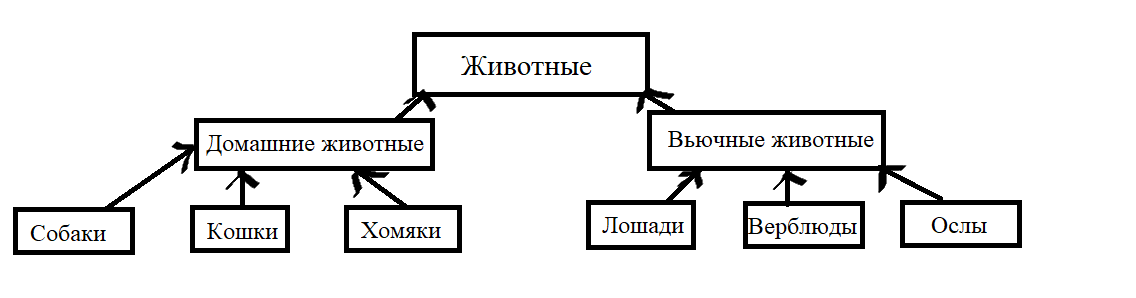 Животные
Домашние животные
Вьючные животные
Собаки
Кошки
Хомяки
Лошади
Верблюды
Ослы